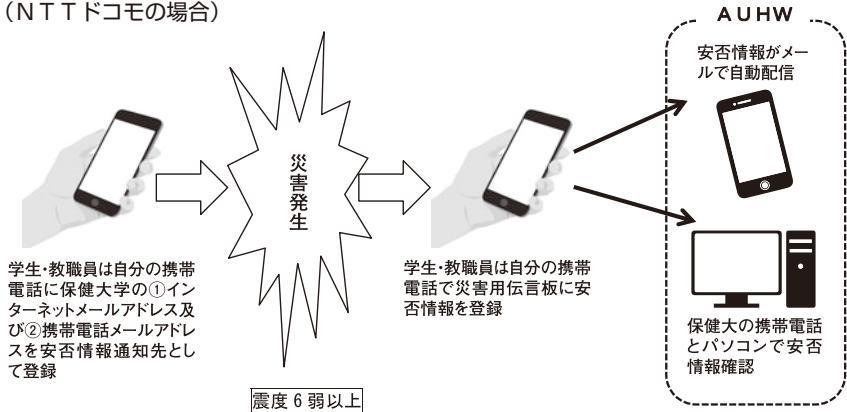 (NTTドコモの場合)
学生・教職員は自分の携帯
電話に保健大学の①イン
ターネットメールアドレス及
び②携帯電話メールアドレ
スを安否情報通知先とし
て登録
災害発生
震度6弱以上
学生・教職員は自分の携帯
電話で災害用伝言板に安
否情報を登録
AUHW
安否情報がメー
ルで自動配信
保健大の携帯電話
とパソコンで安否
情報確認